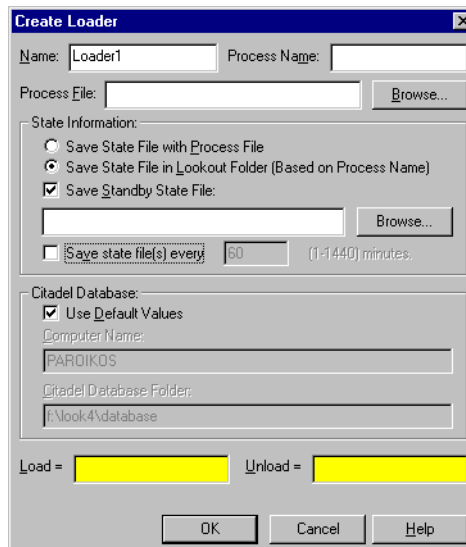 Create Loader
Name: Loader1 Process Name:
Process File: Browse...
State Information:
Save State File with Process File
Save State File in Lookout Folder (Based on Process Name)
Save Standby State File:
Browse...
Save state file(s) every 60 (1-1440) minutes.
Citadel Database:
Use Default Values
Computer Name:
PAROIKOS
Citadel Database Folder:
f:\look4\database
Load = Unload =
OK Cancel Help